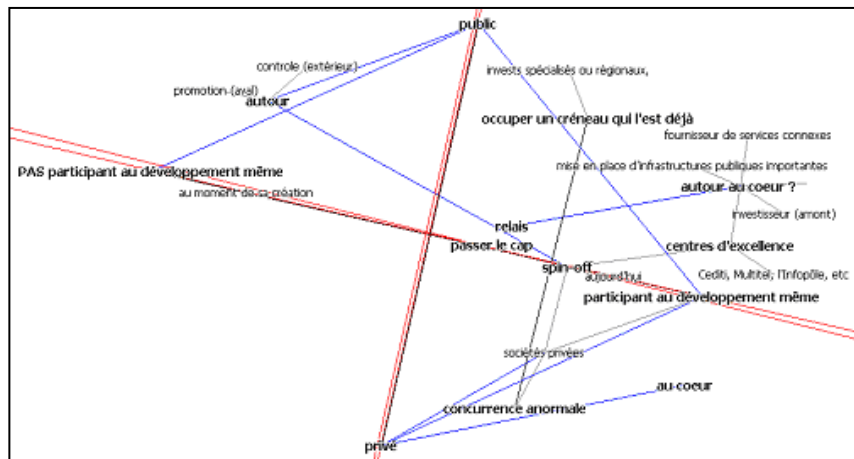 public
controle (extérieur)
invests spécialisés ou régionaux,
promotion (aval)
autour
occuper un créneau qui l'est déjà
fournisseur de services connexes
mise en place d'infrastructures publiques importantes
PAS participant au développement même
autour au coeur ?
au moment de sa création
investisseur (amont)
relais
passer le cap
centres d'excellence
spin-off
aujourd'hui
Cediti, Multitel, l'Infopôle, etc
participant au développement même
sociétés privées
au coeur
concurrence anormale
privé